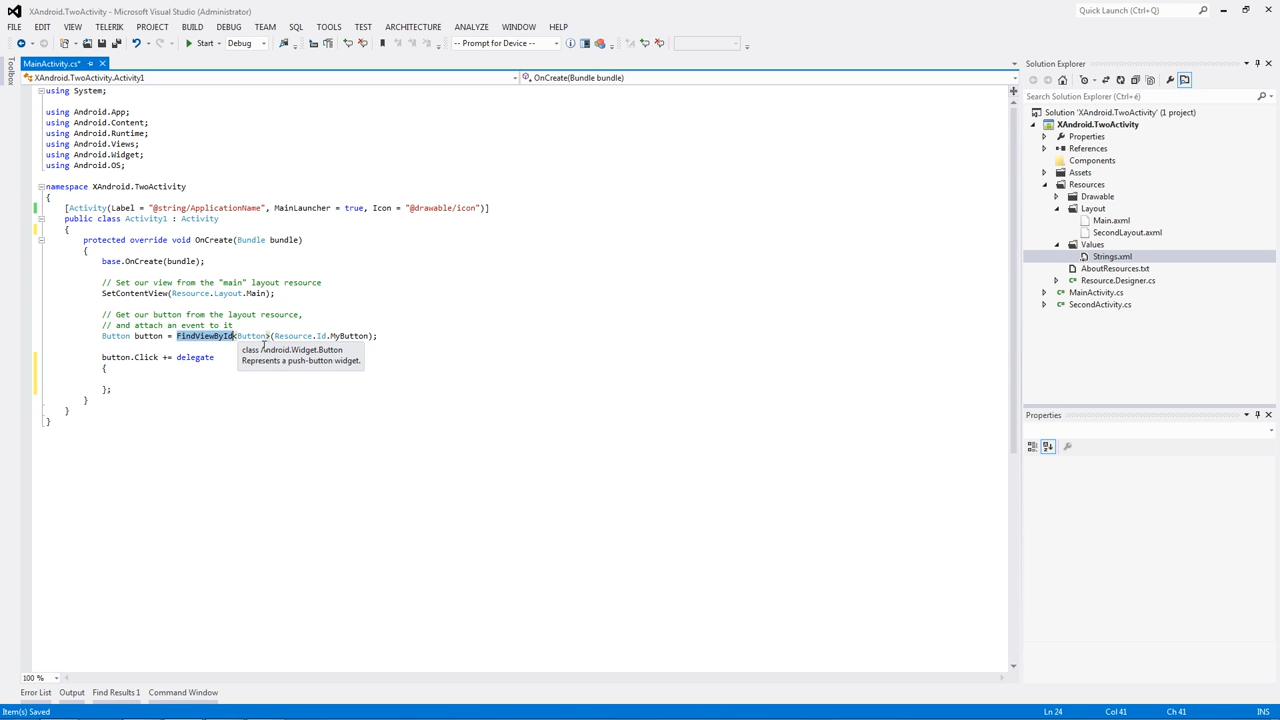 XAndroid.TwoActivity - Microsoft Visual Studio (Administrator)
Quick Launch (Ctrl+Q)
FILE EDIT VIEW TELERIK PROJECT BUILD DEBUG TEAM SQL TOOLS TEST ARCHITECTURE ANALYZE WINDOW HELP
Start Debug -- Prompt for Device --
Toolbox
MainActivity.cs*
XAndroid.TwoActivity.Activity1
OnCreate(Bundle bundle)
using System;
using Android.App;
using Android.Content;
using Android.Runtime;
using Android.Views;
using Android.Widget;
using Android.OS;
namespace XAndroid.TwoActivity
{
[Activity(Label = "@string/ApplicationName", MainLauncher = true, Icon = "@drawable/icon")]
public class Activity1 : Activity
{
protected override void OnCreate(Bundle bundle)
{
base.OnCreate(bundle);
// Set our view from the "main" layout resource
SetContentView(Resource.Layout.Main);
// Get our button from the layout resource,
// and attach an event to it
Button button = FindViewById<Button>(Resource.Id.MyButton);
class Android.Widget.Button
Represents a push-button widget.
button.Click += delegate
{
};
}
}
}
100 %
Error List Output Find Results 1 Command Window
Item(s) Saved
Ln 24 Col 41 Ch 41 INS
Solution Explorer
Search Solution Explorer (Ctrl+é)
Solution 'XAndroid.TwoActivity' (1 project)
XAndroid.TwoActivity
Properties
References
Components
Assets
Resources
Drawable
Layout
Main.axml
SecondLayout.axml
Values
Strings.xml
AboutResources.txt
Resource.Designer.cs
MainActivity.cs
SecondActivity.cs
Properties